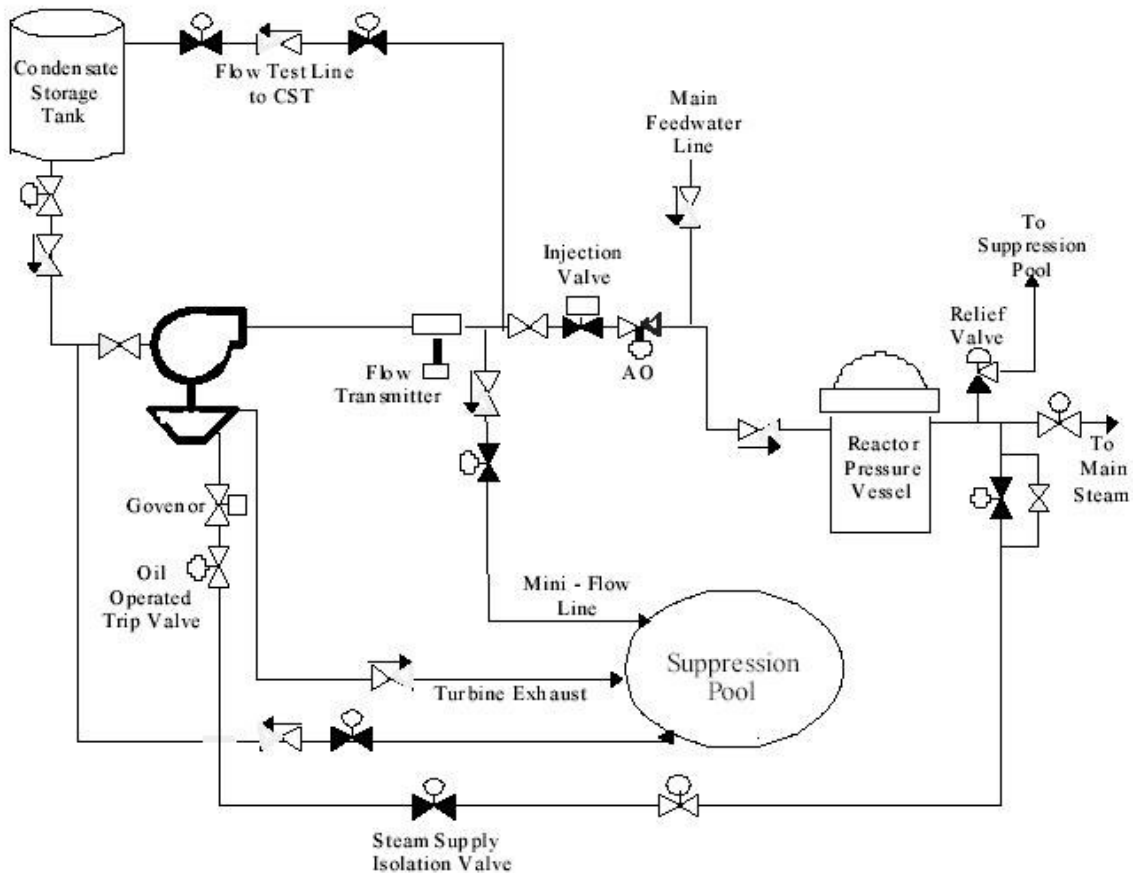 Condensate
Storage
Tank
Flow Test Line
to CST
Main
Feedwater
Line
To
Suppression
Pool
Injection
Valve
Relief
Valve
Flow
Transmitter
AO
Reactor
Pressure
Vessel
To
Main
Steam
Govenor
Oil
Operated
Trip Valve
Mini - Flow
Line
Suppression
Pool
Turbine Exhaust
Steam Supply
Isolation Valve